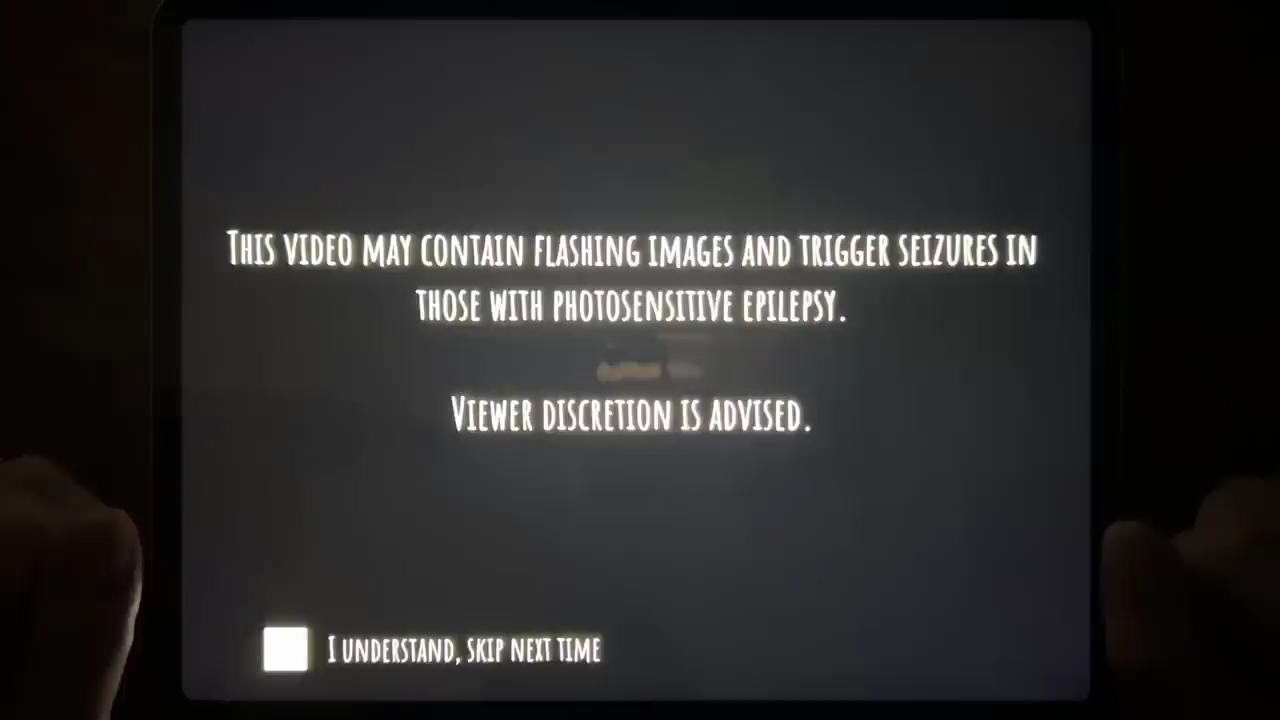 This video may contain flashing images and trigger seizures in
those with photosensitive epilepsy.
Viewer discretion is advised.
I understand, skip next time